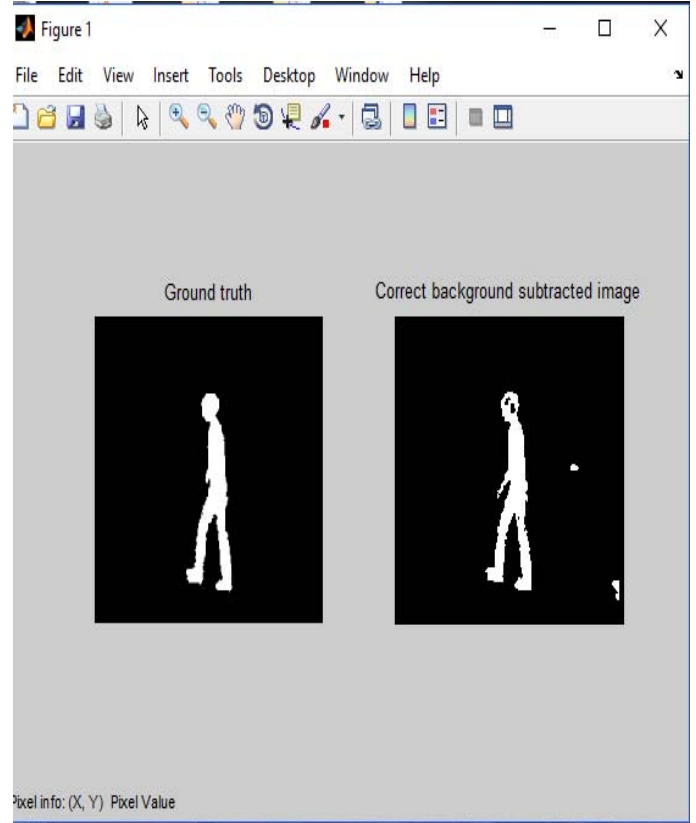 Figure 1
File Edit View Insert Tools Desktop Window Help
Ground truth
Correct background subtracted image
Pixel info: (X, Y) Pixel Value